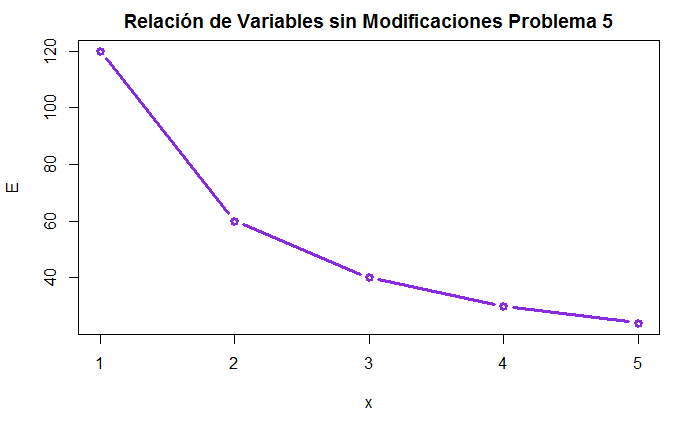 Relación de Variables sin Modificaciones Problema 5
120
100
80
60
40
E
1 2 3 4 5
x